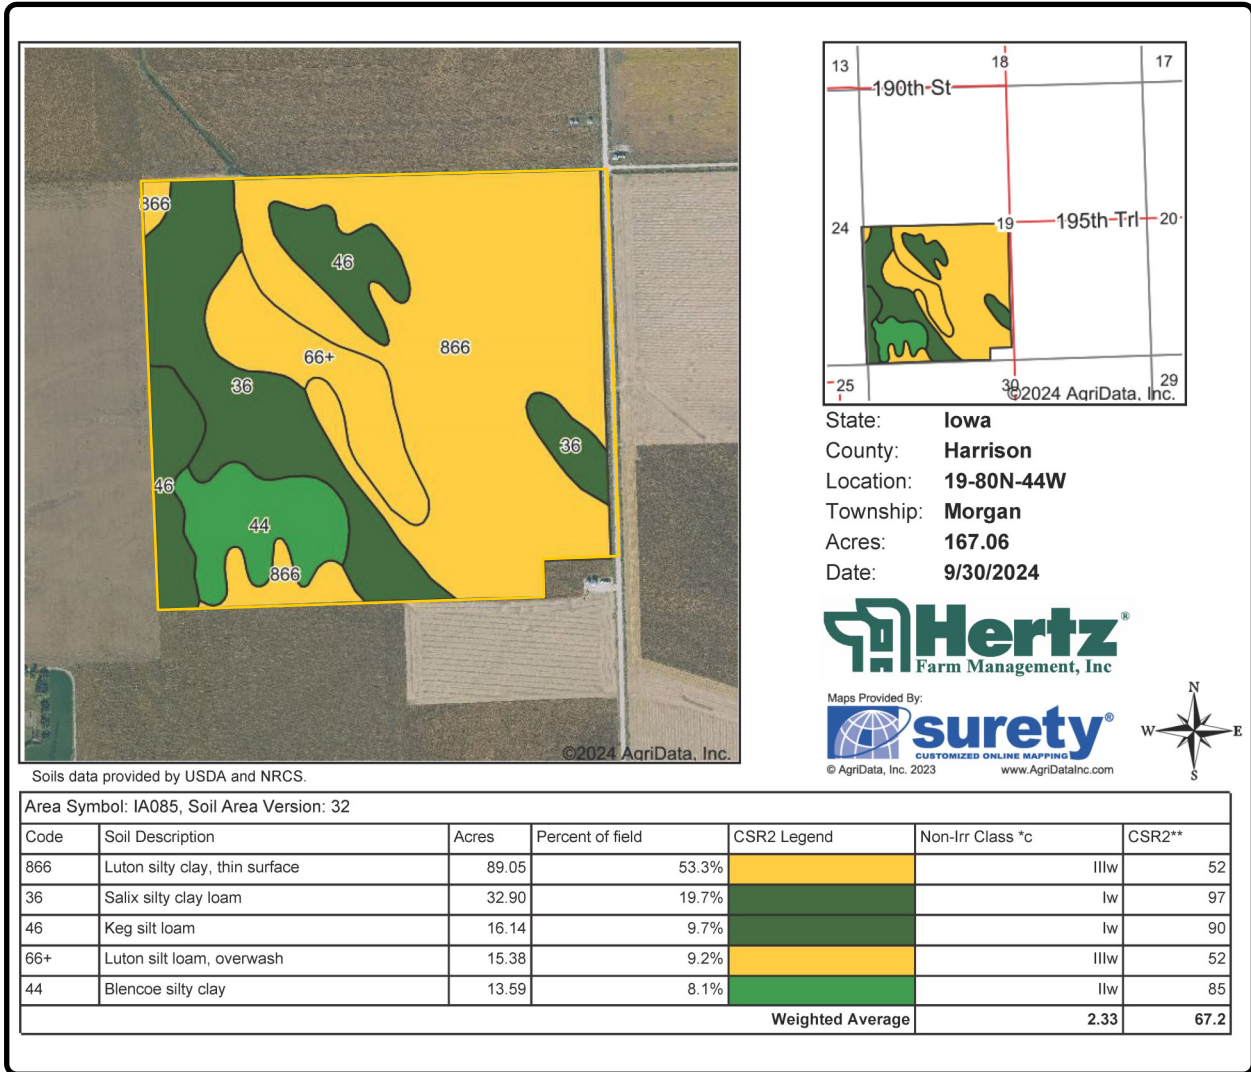 866
46
866
66+
36
36
46
44
866
©2024 AgriData, Inc.
Soils data provided by USDA and NRCS.
13
18
17
190th St
24
19
195th Trl
20
25
30
29
©2024 AgriData, Inc.
State: Iowa
County: Harrison
Location: 19-80N-44W
Township: Morgan
Acres: 167.06
Date: 9/30/2024
Hertz®
Farm Management, Inc
Maps Provided By:
surety®
CUSTOMIZED ONLINE MAPPING
© AgriData, Inc. 2023 www.AgriDataInc.com
N
W E
S
Area Symbol: IA085, Soil Area Version: 32
Code Soil Description Acres Percent of field CSR2 Legend Non-Irr Class *c CSR2**
866 Luton silty clay, thin surface 89.05 53.3% IIIw 52
36 Salix silty clay loam 32.90 19.7% Iw 97
46 Keg silt loam 16.14 9.7% Iw 90
66+ Luton silt loam, overwash 15.38 9.2% IIIw 52
44 Blencoe silty clay 13.59 8.1% IIw 85
Weighted Average 2.33 67.2